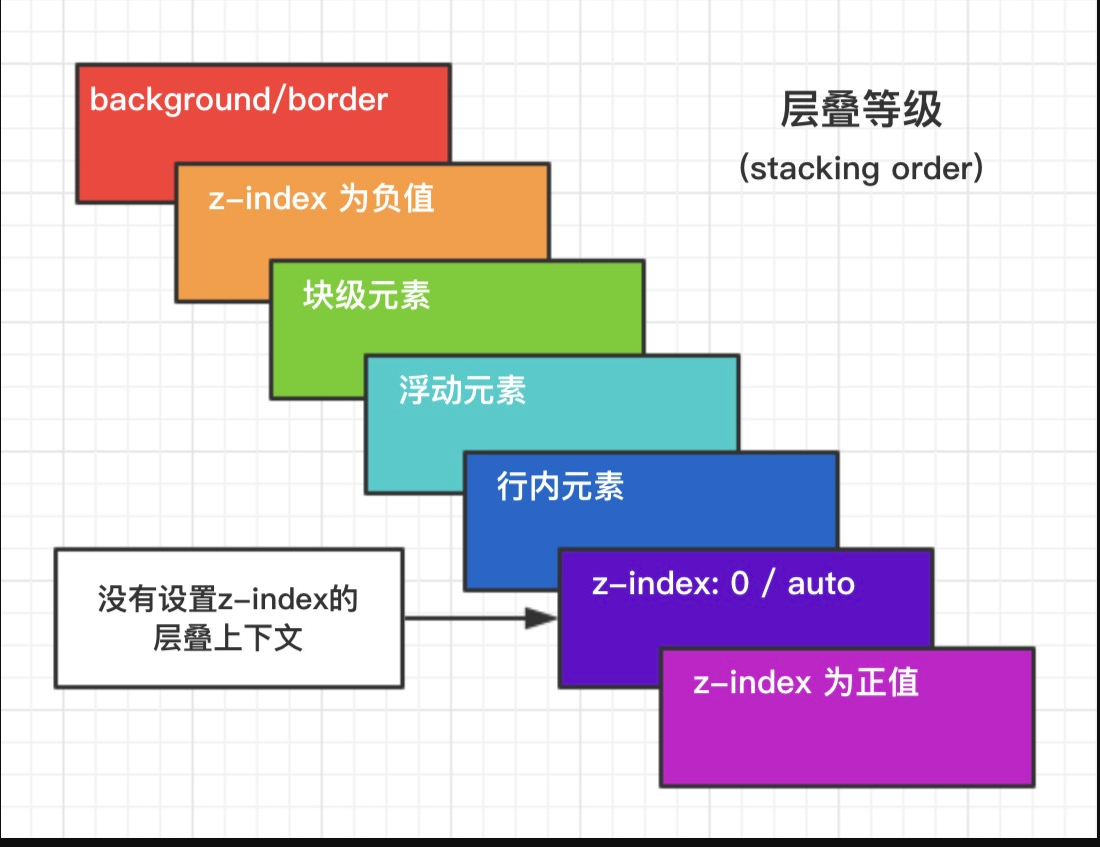 background/border
层叠等级
(stacking order)
z-index 为负值
块级元素
浮动元素
行内元素
没有设置z-index的
层叠上下文
z-index: 0 / auto
z-index 为正值